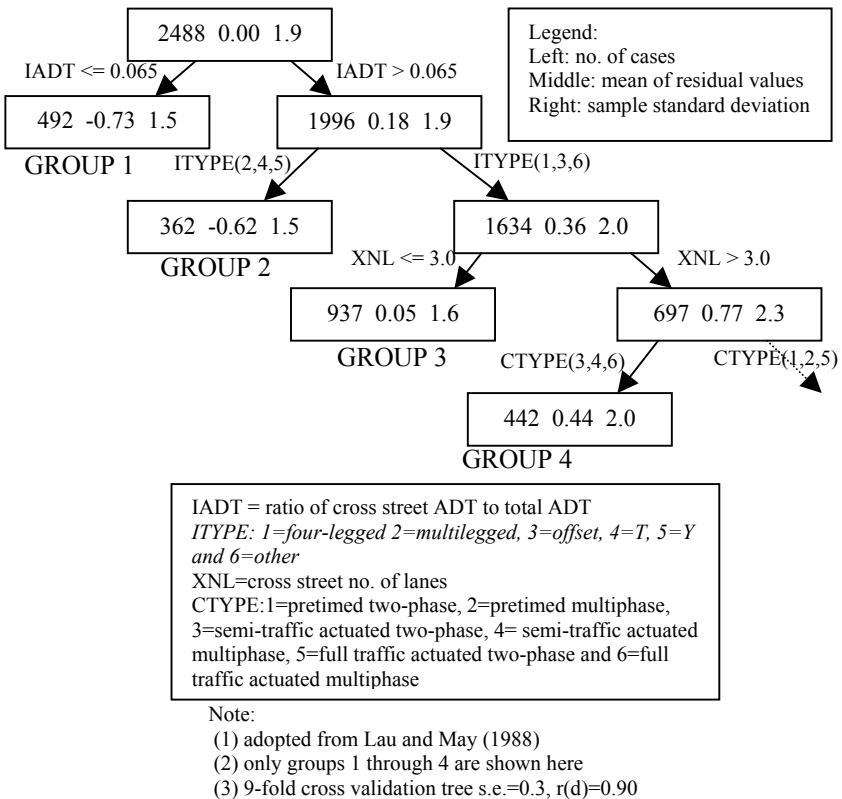 2488 0.00 1.9
Legend:
Left: no. of cases
Middle: mean of residual values
Right: sample standard deviation
IADT <= 0.065
IADT > 0.065
492 -0.73 1.5
1996 0.18 1.9
GROUP 1
ITYPE(2,4,5)
ITYPE(1,3,6)
362 -0.62 1.5
1634 0.36 2.0
GROUP 2
XNL <= 3.0
XNL > 3.0
937 0.05 1.6
697 0.77 2.3
GROUP 3
CTYPE(3,4,6)
CTYPE(1,2,5)
442 0.44 2.0
GROUP 4
IADT = ratio of cross street ADT to total ADT
ITYPE: 1=four-legged 2=multilegged, 3=offset, 4=T, 5=Y
and 6=other
XNL=cross street no. of lanes
CTYPE:1=pretimed two-phase, 2=pretimed multiphase,
3=semi-traffic actuated two-phase, 4= semi-traffic actuated
multiphase, 5=full traffic actuated two-phase and 6=full
traffic actuated multiphase
Note:
(1) adopted from Lau and May (1988)
(2) only groups 1 through 4 are shown here
(3) 9-fold cross validation tree s.e.=0.3, r(d)=0.90